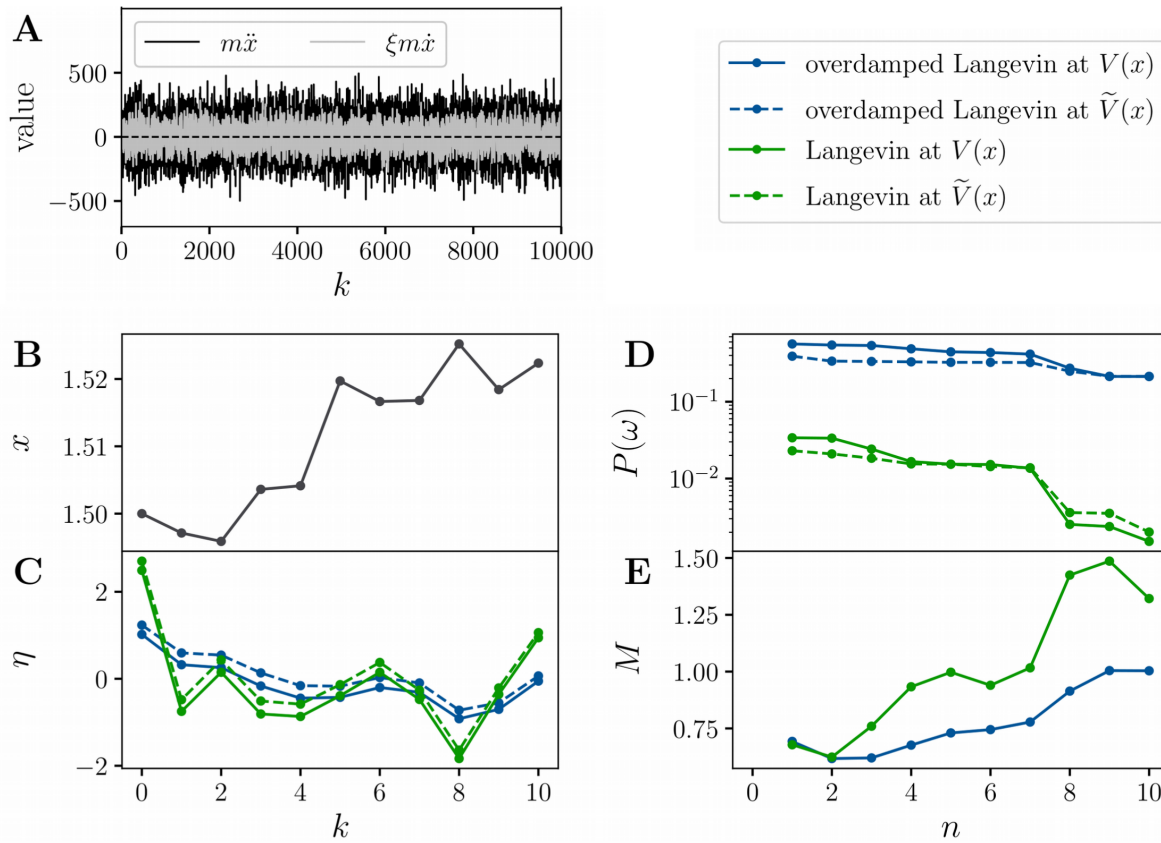 A
mẍ
ξmẋ
value
500
0
−500
0
2000
4000
6000
8000
10000
k
overdamped Langevin at V(x)
overdamped Langevin at Ṽ(x)
Langevin at V(x)
Langevin at Ṽ(x)
B
x
1.52
1.51
1.50
C
η
2
0
−2
0
2
4
6
8
10
k
D
P(ω)
10⁻¹
10⁻²
E
M
1.50
1.25
1.00
0.75
0
2
4
6
8
10
n